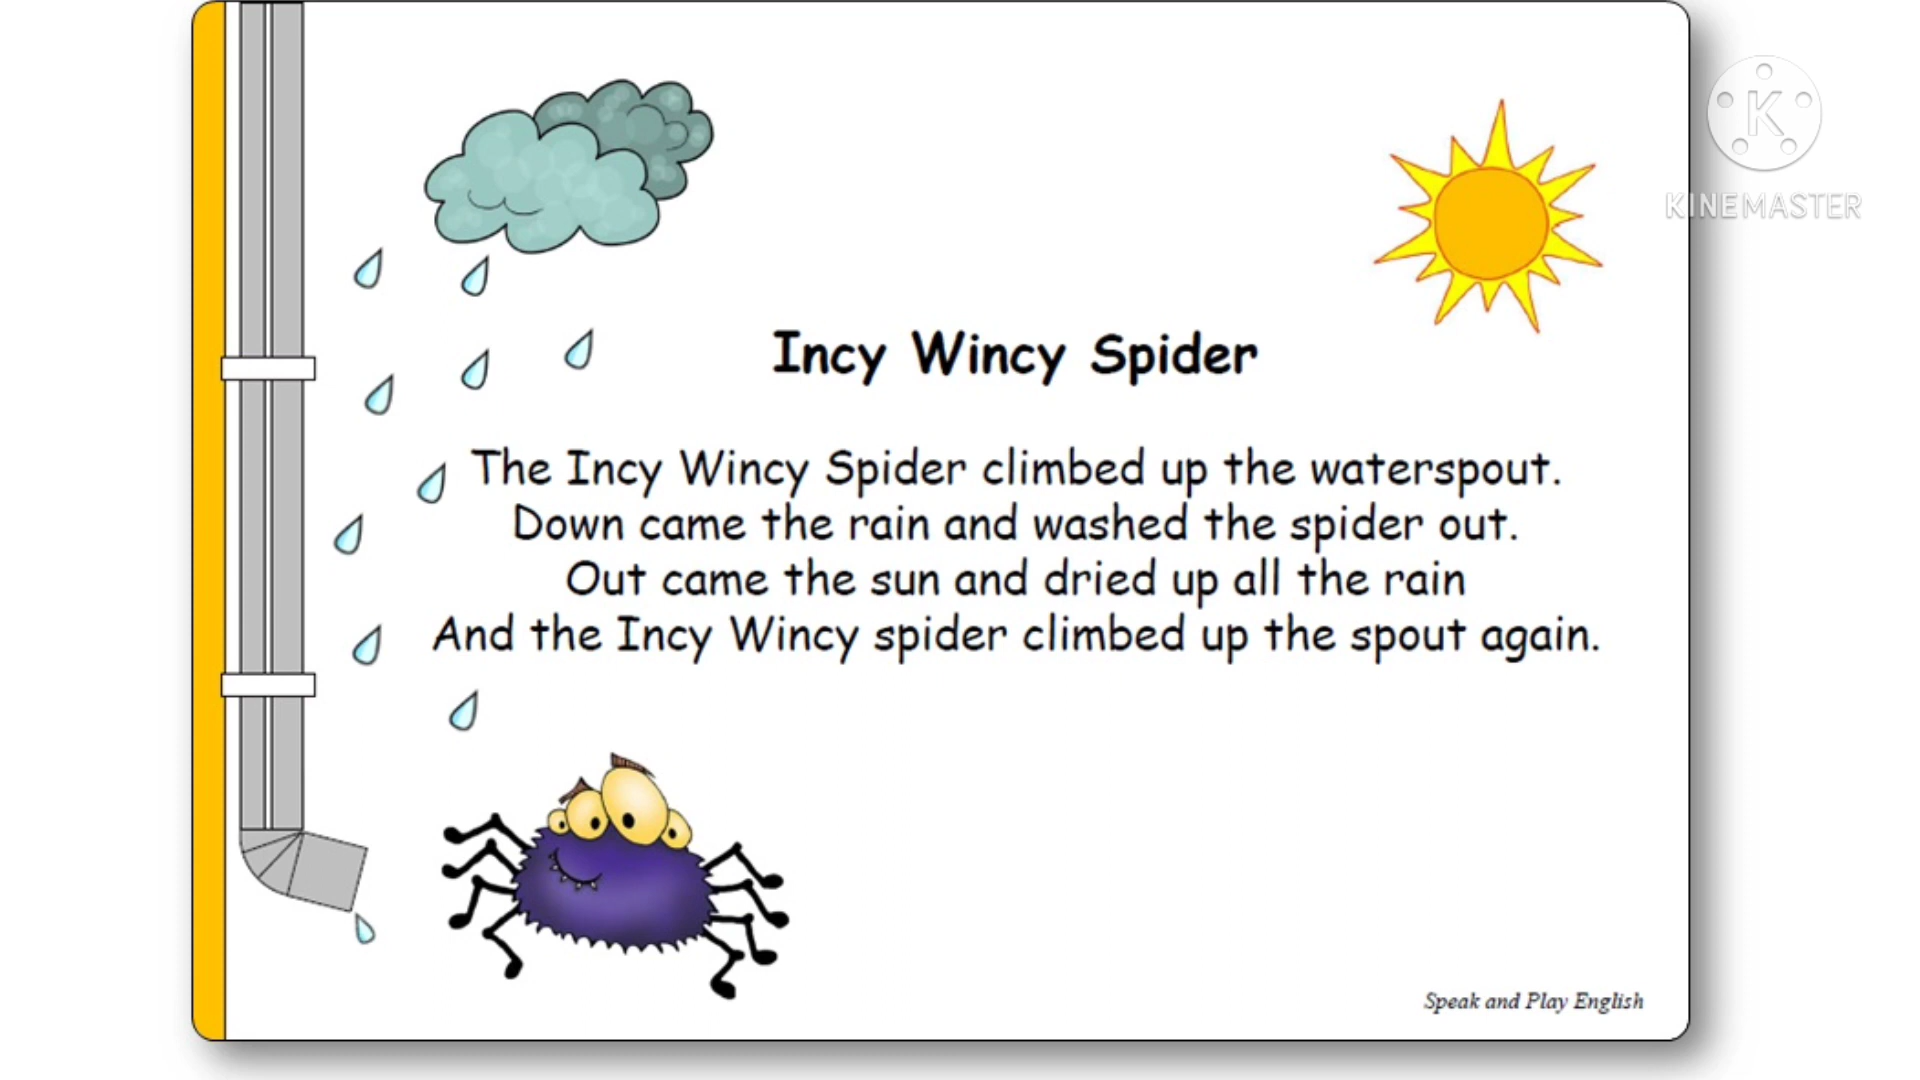 K
KINEMASTER
Incy Wincy Spider
The Incy Wincy Spider climbed up the waterspout.
Down came the rain and washed the spider out.
Out came the sun and dried up all the rain
And the Incy Wincy spider climbed up the spout again.
Speak and Play English